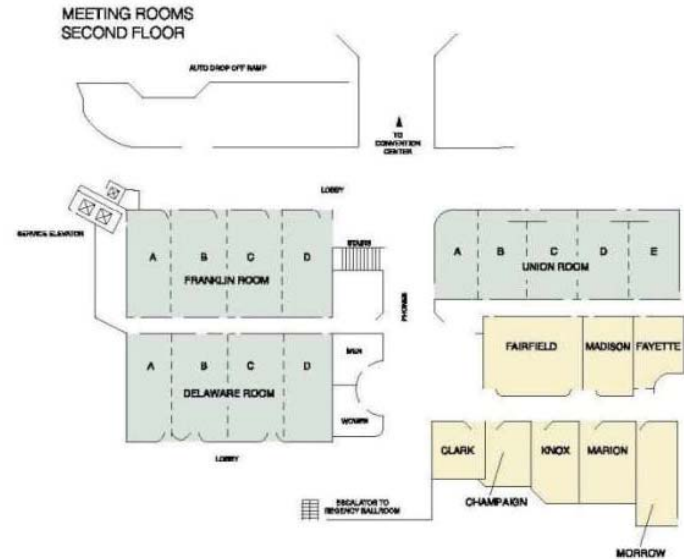 MEETING ROOMS
SECOND FLOOR
AUTO DROP OFF RAMP
TO
CONVENTION
CENTER
LOBBY
SERVICE ELEVATOR
STAIRS
A B C D
FRANKLIN ROOM
A B C D E
UNION ROOM
PHONES
FAIRFIELD
MADISON
FAYETTE
MEN
A B C D
DELAWARE ROOM
WOMEN
LOBBY
CLARK
KNOX
MARION
CHAMPAIGN
ESCALATOR TO
REGENCY BALLROOM
MORROW